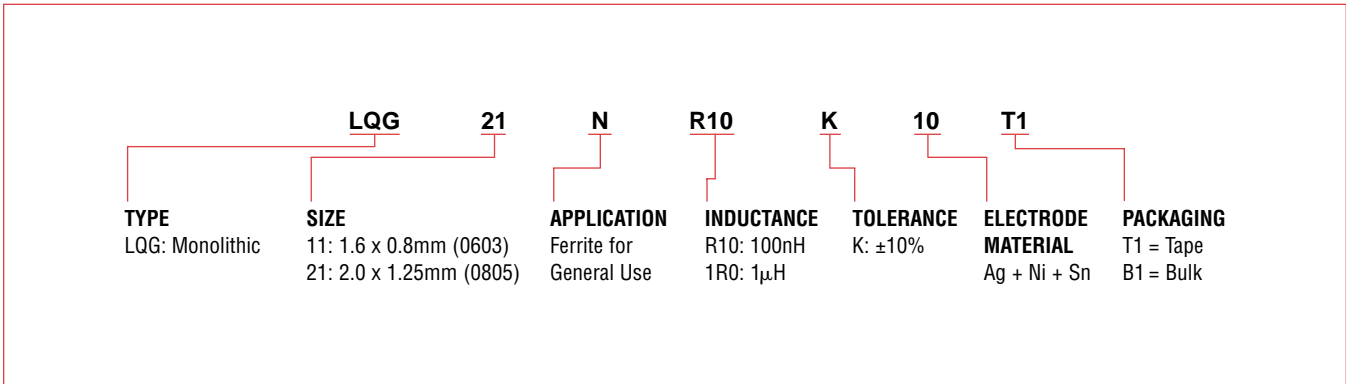 LQG 21 N R10 K 10 T1
TYPE
LQG: Monolithic
SIZE
11: 1.6 x 0.8mm (0603)
21: 2.0 x 1.25mm (0805)
APPLICATION
Ferrite for
General Use
INDUCTANCE
R10: 100nH
1R0: 1µH
TOLERANCE
K: ±10%
ELECTRODE
MATERIAL
Ag + Ni + Sn
PACKAGING
T1 = Tape
B1 = Bulk